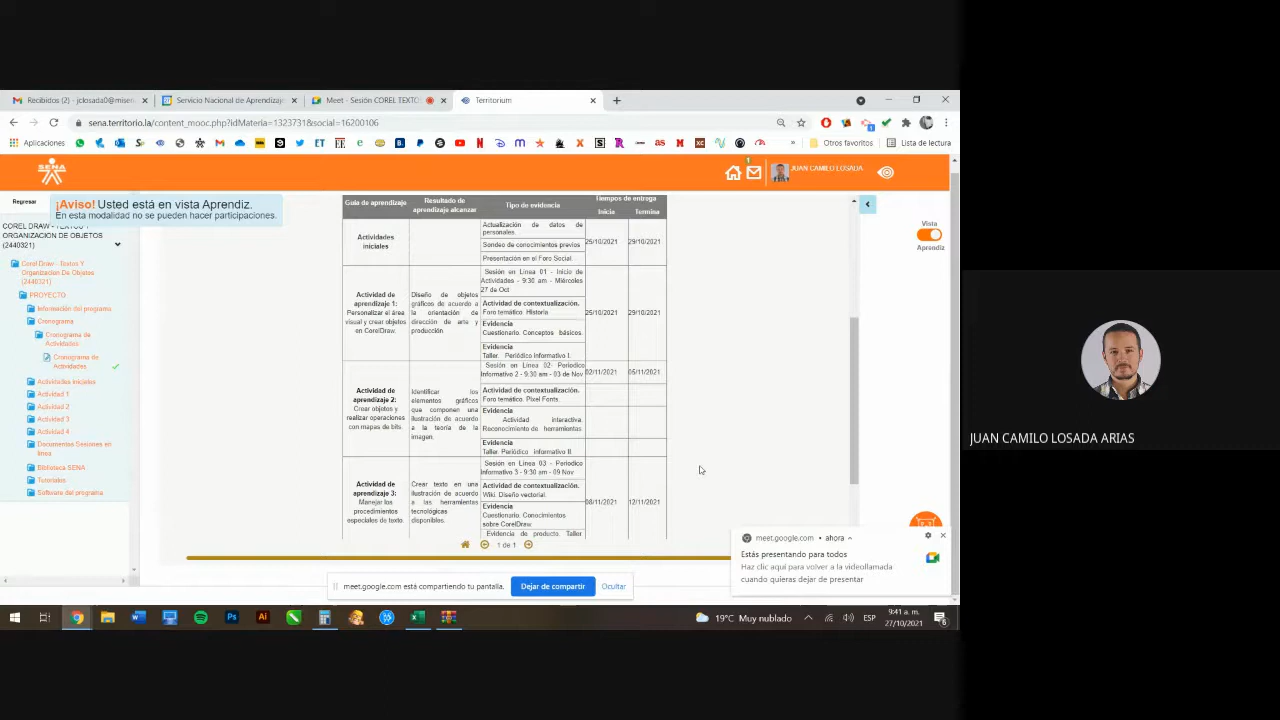 Recibidos (2) - jclosada0@misen
Servicio Nacional de Aprendizaje
Meet - Sesión COREL TEXTO
Territorium
sena.territorio.la/content_mooc.php?idMateria=1323731&social=16200106
Aplicaciones
Otros favoritos
Lista de lectura
SENA
1
JUAN CAMILO LOSADA
Regresar
¡Aviso! Usted está en vista Aprendiz.
En esta modalidad no se pueden hacer participaciones.
COREL DRAW - TEXTOS Y
ORGANIZACION DE OBJETOS
(2440321)
Corel Draw - Textos Y
Organizacion De Objetos
(2440321)
PROYECTO
Información del programa
Cronograma
Cronograma de
Actividades
Cronograma de
Actividades
Actividades iniciales
Actividad 1
Actividad 2
Actividad 3
Actividad 4
Documentos Sesiones en
línea
Biblioteca SENA
Tutoriales
Software del programa
Vista
Aprendiz
Guía de aprendizaje
Resultado de
aprendizaje alcanzar
Tipo de evidencia
Tiempos de entrega
Inicia
Termina
Actividades
iniciales
Actualización de datos de
personales.
Sondeo de conocimientos previos
Presentación en el Foro Social.
25/10/2021
29/10/2021
Actividad de
aprendizaje 1:
Personalizar el área
visual y crear objetos
en CorelDraw.
Diseño de objetos
gráficos de acuerdo a
la orientación de
dirección de arte y
producción
Sesión en Línea 01 - Inicio de
Actividades - 9:30 am - Miércoles
27 de Oct
Actividad de contextualización.
Foro temático Historia
Evidencia
Cuestionario. Conceptos básicos.
Evidencia
Taller. Periódico Informativo I.
25/10/2021
29/10/2021
Actividad de
aprendizaje 2:
Crear objetos y
realizar operaciones
con mapas de bits.
Identificar los
elementos gráficos
que componen una
ilustración de acuerdo
a la teoría de la
imagen.
Sesión en Línea 02- Periodico
Informativo 2 - 9:30 am - 03 de Nov
02/11/2021
05/11/2021
Actividad de contextualización.
Foro temático. Pixel Fonts.
Evidencia
Actividad interactiva.
Reconocimiento de herramientas.
Evidencia
Taller. Periódico informativo II.
Actividad de
aprendizaje 3:
Manejar los
procedimientos
especiales de texto.
Crear texto en una
ilustración de acuerdo
a las herramientas
tecnológicas
disponibles.
Sesión en Línea 03 - Periodico
Informativo 3 - 9:30 am - 09 Nov
Actividad de contextualización.
Wiki. Diseño vectorial.
Evidencia
Cuestionario. Conocimientos
sobre CorelDraw.
Evidencia de producto. Taller
08/11/2021
12/11/2021
1 de 1
meet.google.com • ahora
Estás presentando para todos
Haz clic aquí para volver a la videollamada
cuando quieras dejar de presentar
meet.google.com está compartiendo tu pantalla.
Dejar de compartir
Ocultar
19°C Muy nublado
ESP
9:41 a. m.
27/10/2021
JUAN CAMILO LOSADA ARIAS